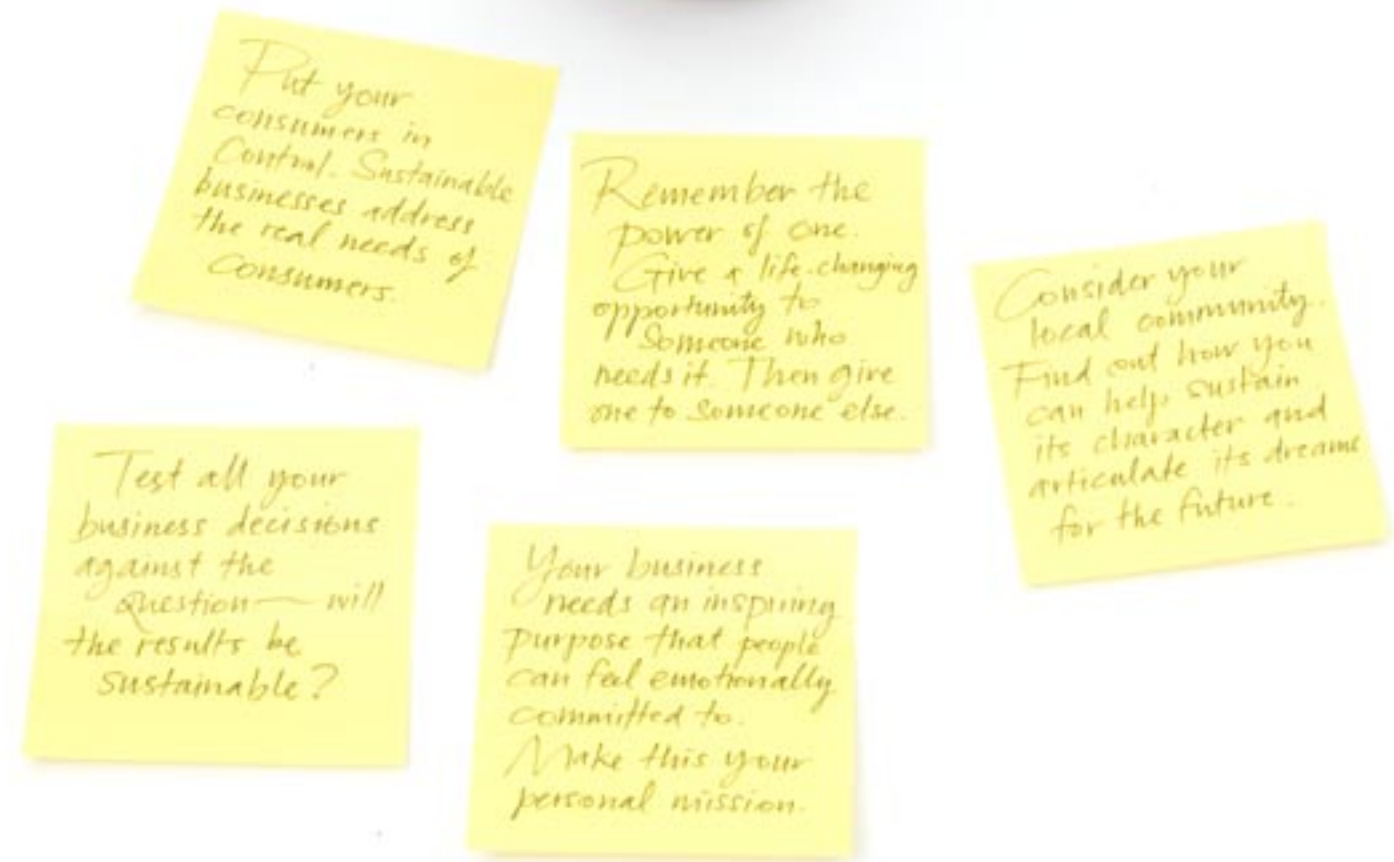 Put your
consumers in
Control. Sustainable
businesses address
the real needs of
Consumers.
Remember the
power of one.
Give a life-changing
opportunity to
Someone who
needs it. Then give
one to someone else.
Consider your
local community.
Find out how you
can help sustain
its character and
articulate its dreams
for the future.
Test all your
business decisions
against the
question — will
the results be
sustainable?
Your business
needs an inspiring
purpose that people
can feel emotionally
committed to.
Make this your
personal mission.